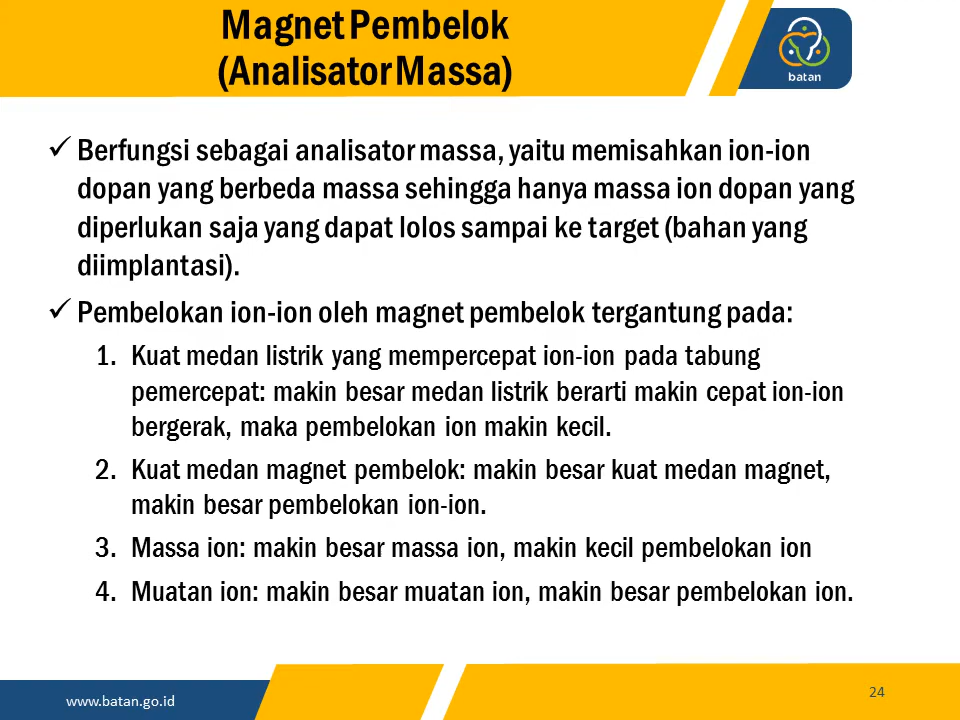 Magnet Pembelok
(Analisator Massa)
batan
✓ Berfungsi sebagai analisator massa, yaitu memisahkan ion-ion
dopan yang berbeda massa sehingga hanya massa ion dopan yang
diperlukan saja yang dapat lolos sampai ke target (bahan yang
diimplantasi).
✓ Pembelokan ion-ion oleh magnet pembelok tergantung pada:
1. Kuat medan listrik yang mempercepat ion-ion pada tabung
pemercepat: makin besar medan listrik berarti makin cepat ion-ion
bergerak, maka pembelokan ion makin kecil.
2. Kuat medan magnet pembelok: makin besar kuat medan magnet,
makin besar pembelokan ion-ion.
3. Massa ion: makin besar massa ion, makin kecil pembelokan ion
4. Muatan ion: makin besar muatan ion, makin besar pembelokan ion.
www.batan.go.id
24